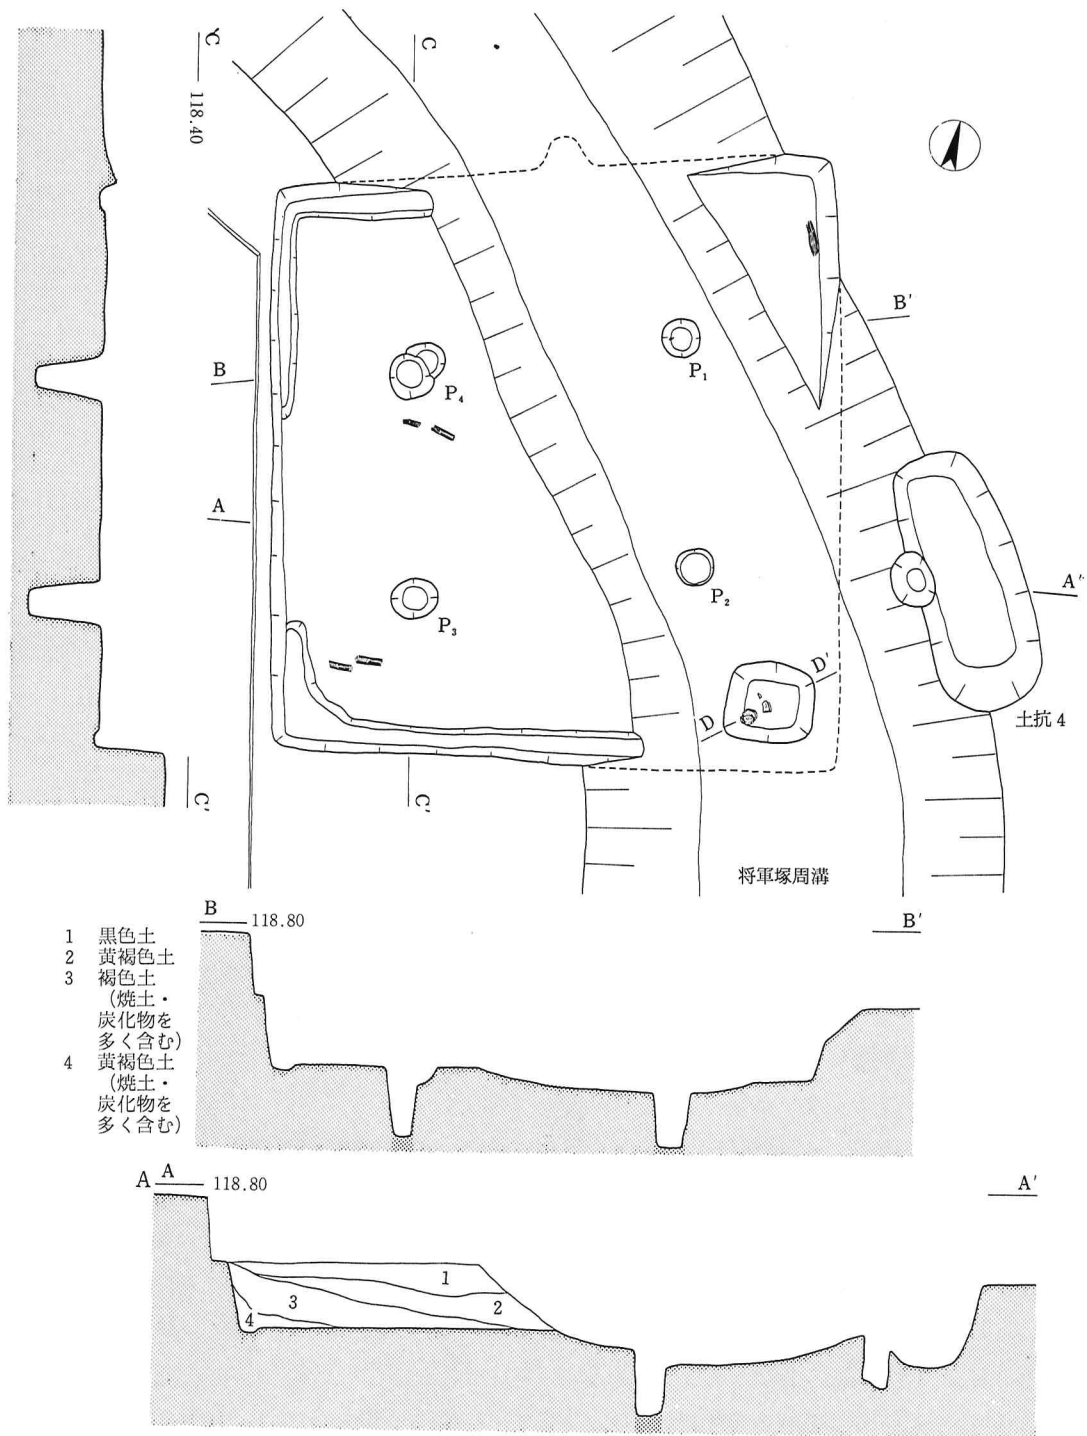 C
118.40
C
B
B'
P₁
P₄
A
A'
P₂
P₃
D'
D
土抗 4
C'
C'
将軍塚周溝
B
118.80
B'
1 黒色土
2 黄褐色土
3 褐色土
(焼土・
炭化物を
多く含む)
4 黄褐色土
(焼土・
炭化物を
多く含む)
A A
118.80
A'
1
3
2
4